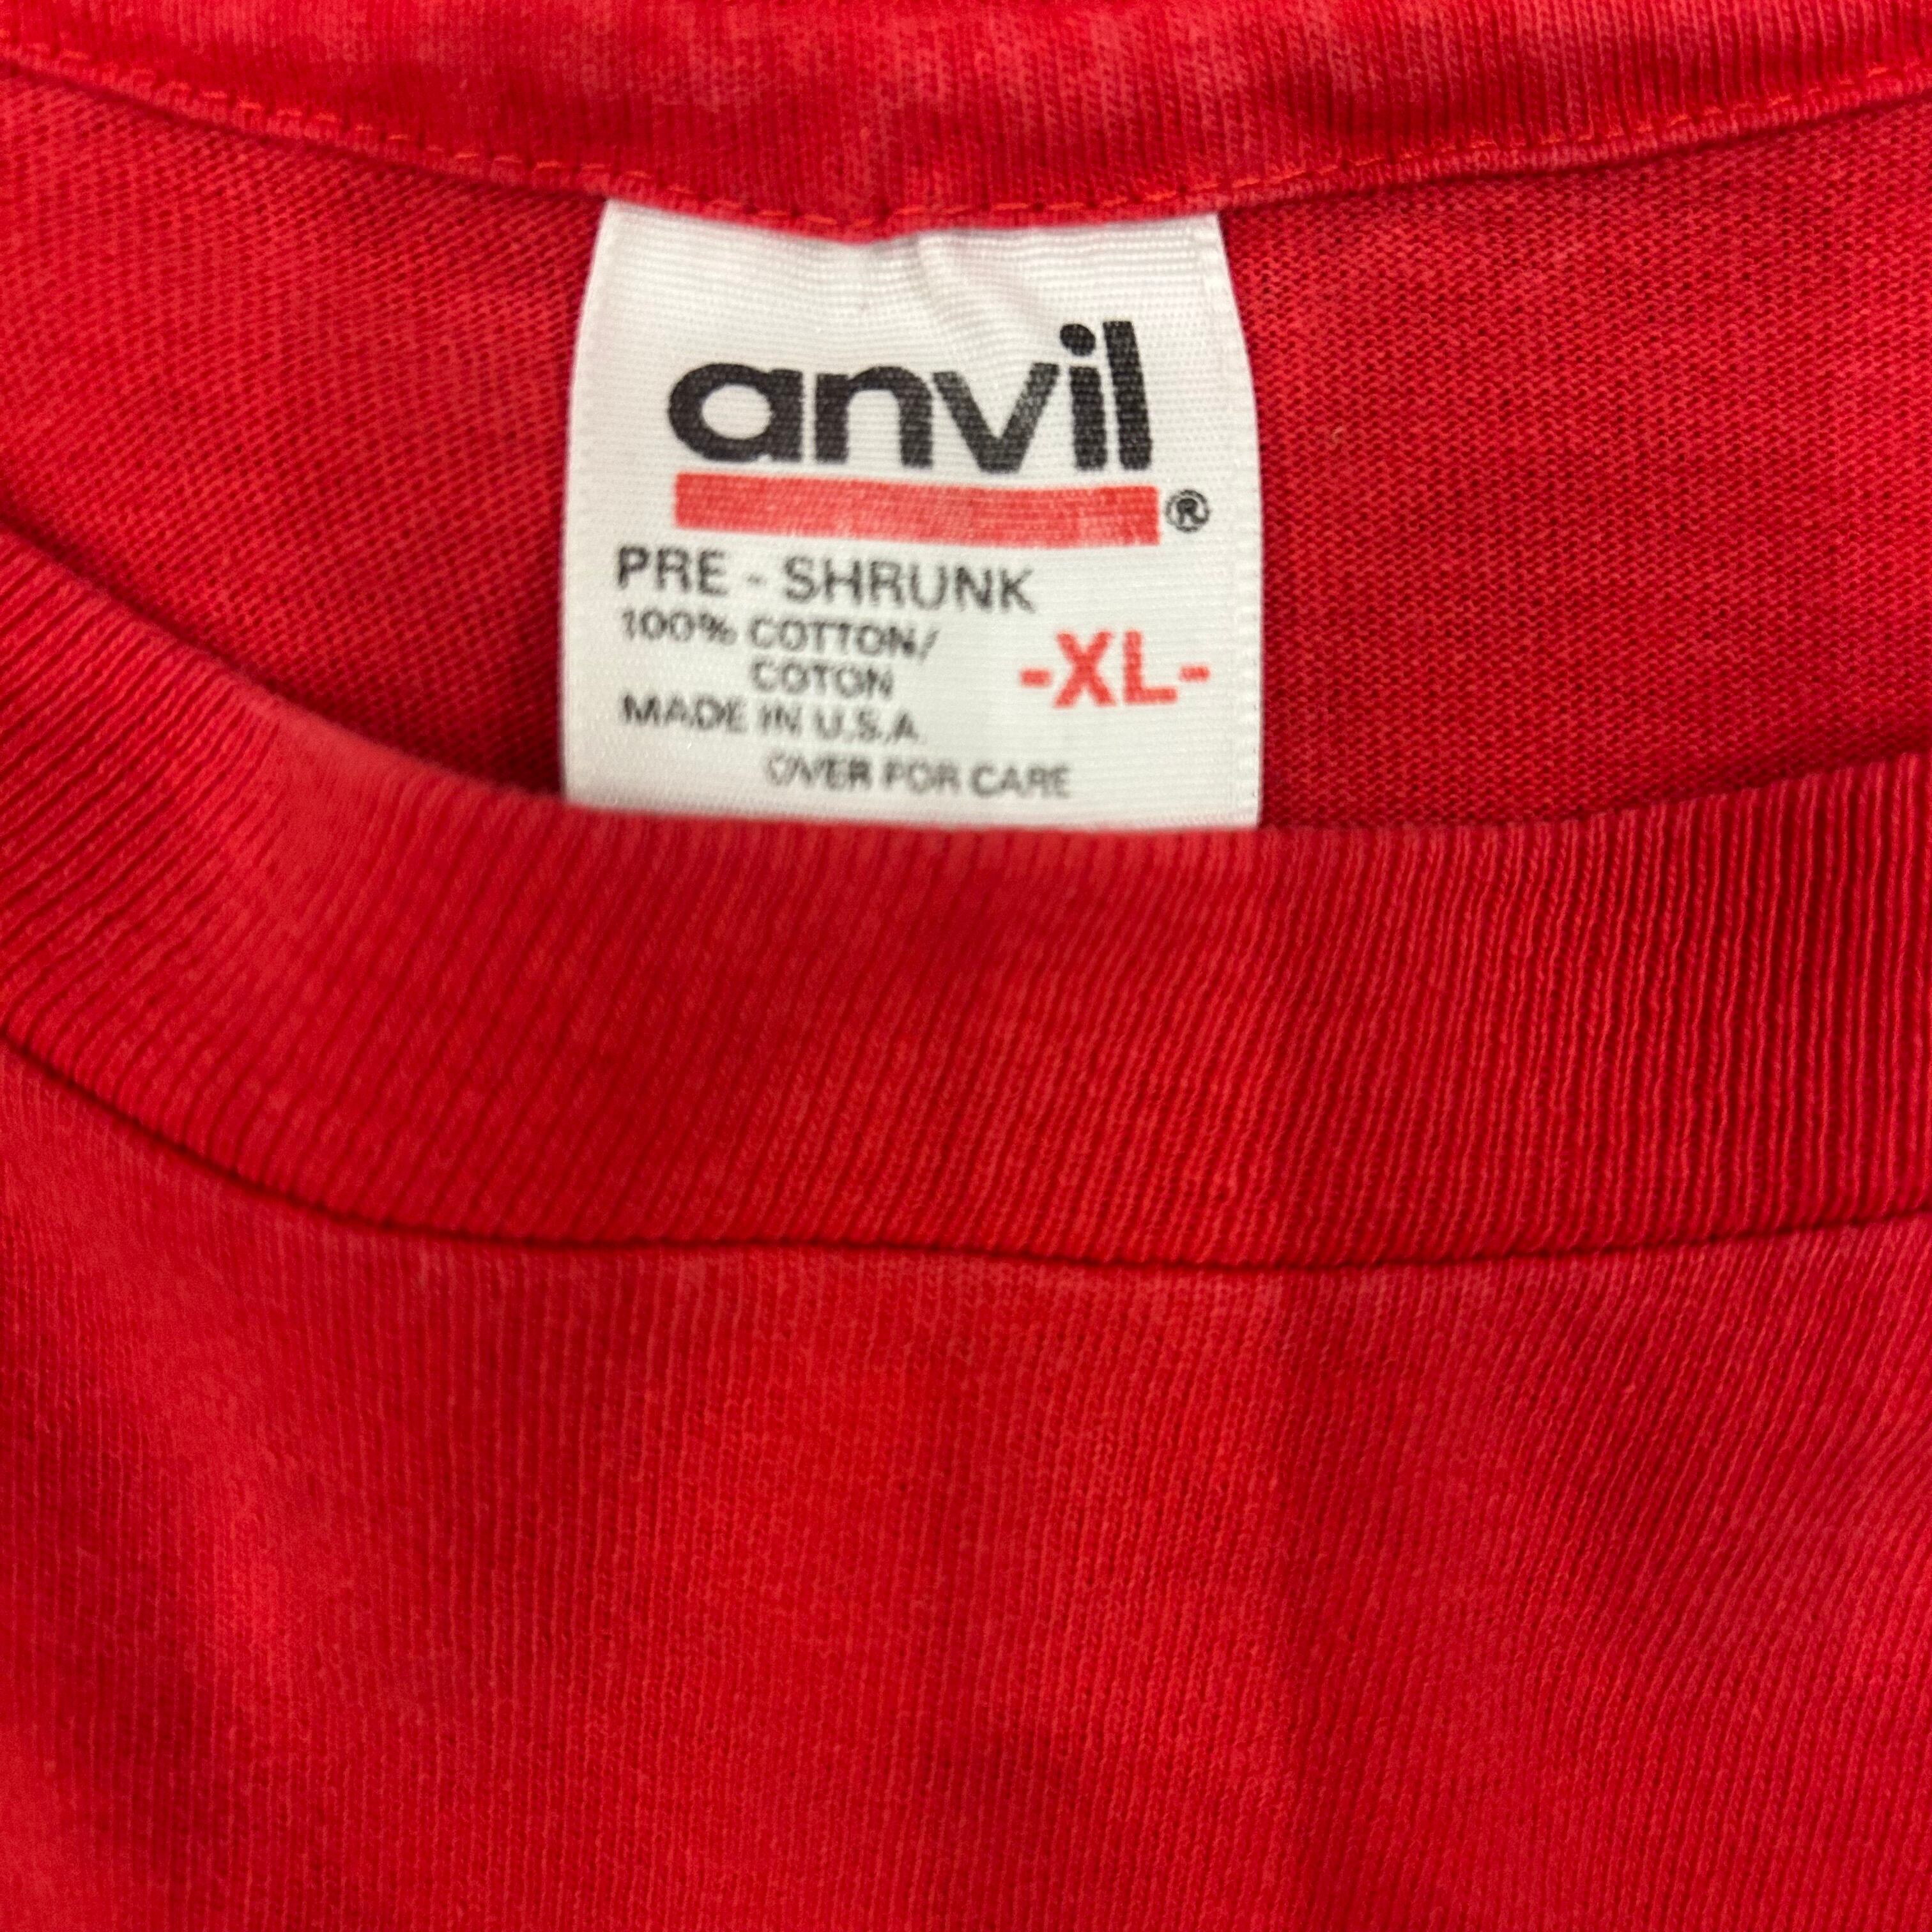 anvil®
PRE - SHRUNK
100% COTTON/
COTON
-XL-
MADE IN U.S.A.
OVER FOR CARE